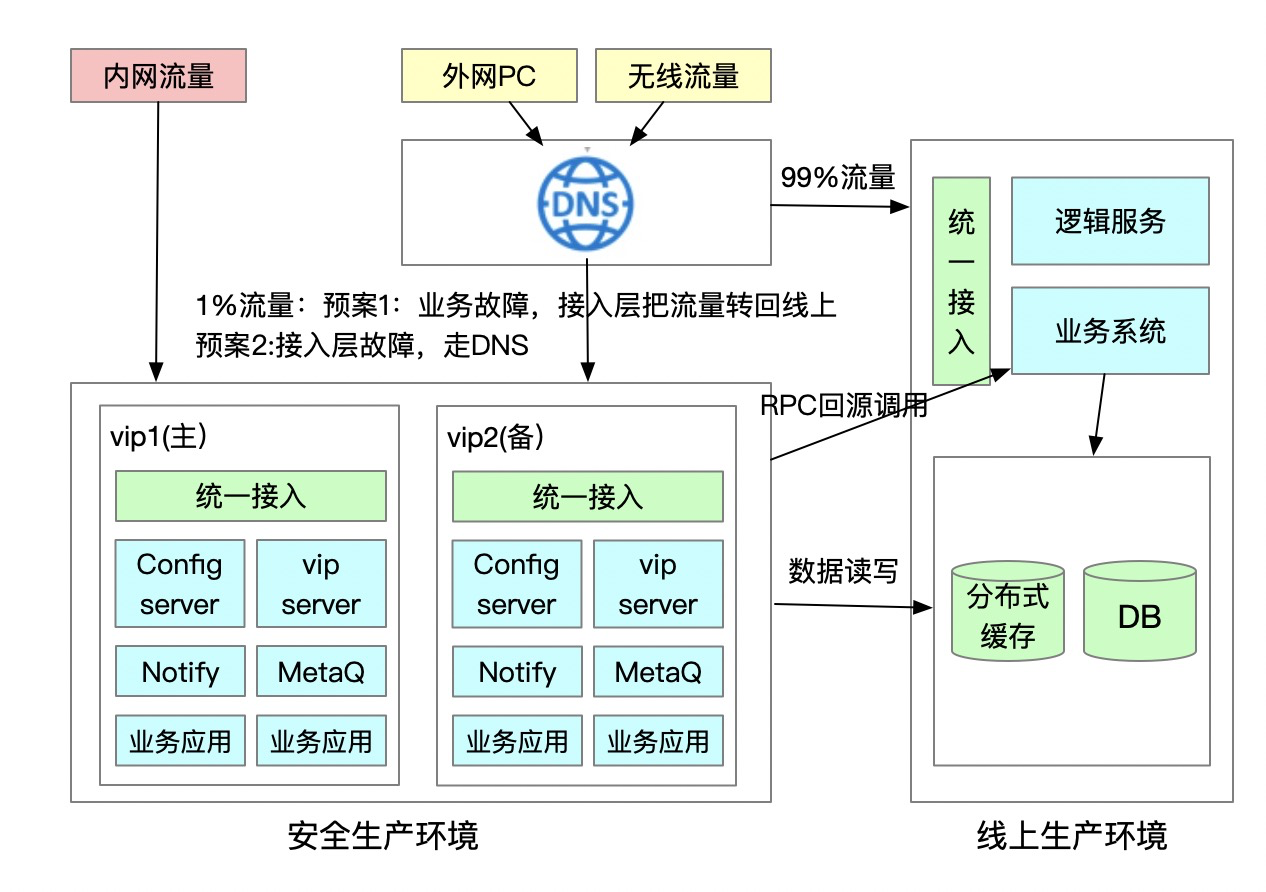 内网流量
外网PC
无线流量
DNS
99%流量
1%流量：预案1：业务故障，接入层把流量转回线上
预案2:接入层故障，走DNS
统
一
接
入
逻辑服务
业务系统
RPC回源调用
vip1(主）
统一接入
Config
server
vip
server
Notify
MetaQ
业务应用
业务应用
vip2(备）
统一接入
Config
server
vip
server
Notify
MetaQ
业务应用
业务应用
数据读写
分布式
缓存
DB
安全生产环境
线上生产环境